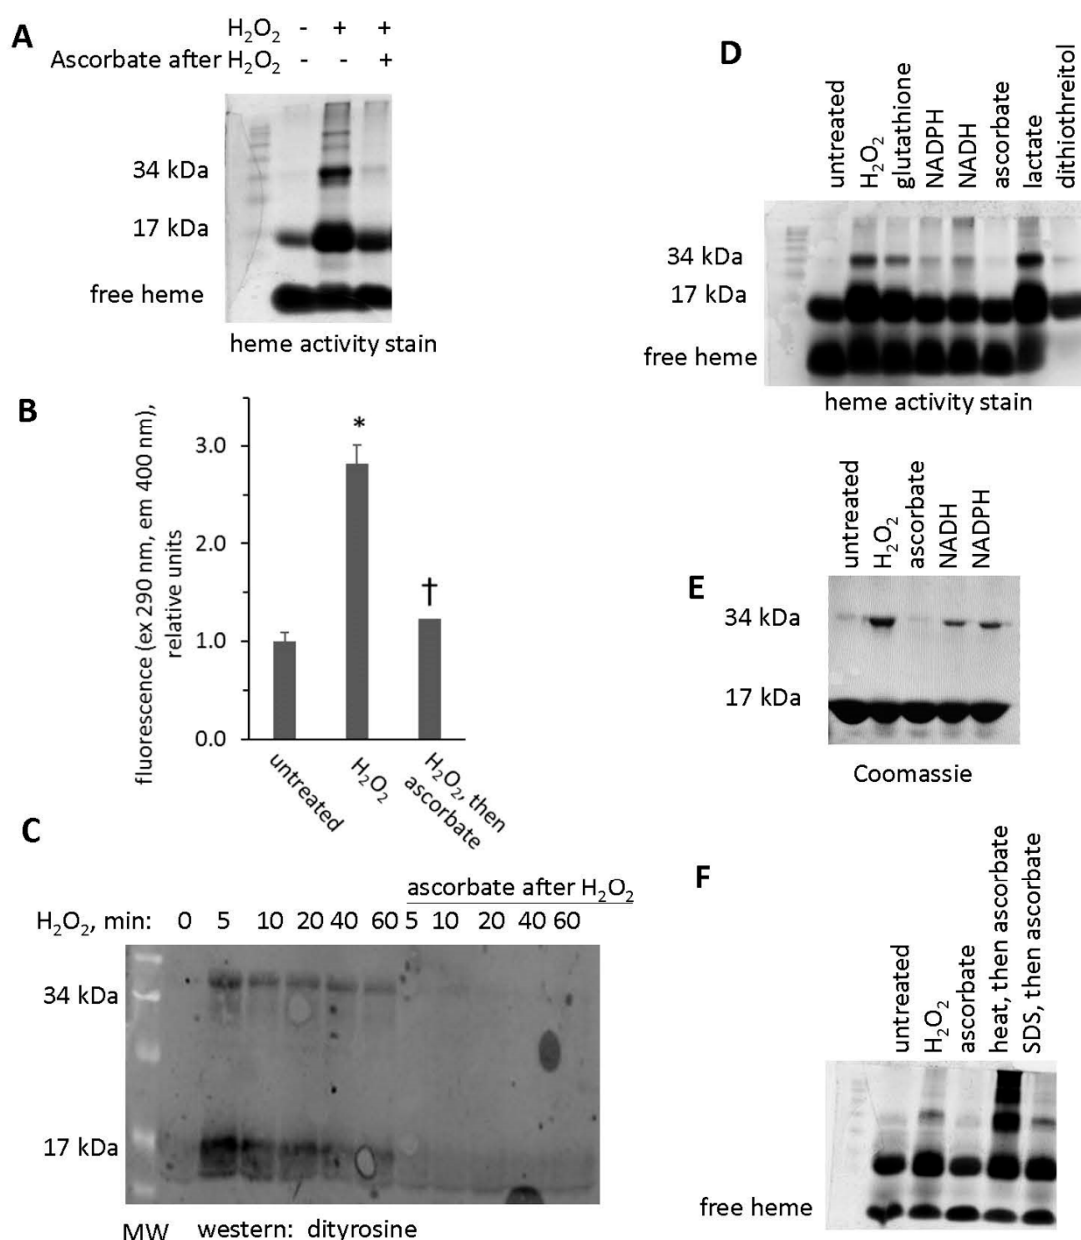 A
H₂O₂ - + +
Ascorbate after H₂O₂ - - +
34 kDa
17 kDa
free heme
heme activity stain
B
fluorescence (ex 290 nm, em 400 nm),
relative units
3.0
2.0
1.0
0.0
*
†
untreated
H₂O₂
H₂O₂, then
ascorbate
C
ascorbate after H₂O₂
H₂O₂, min: 0 5 10 20 40 60 5 10 20 40 60
34 kDa
17 kDa
MW western: dityrosine
D
untreated
H₂O₂
glutathione
NADPH
NADH
ascorbate
lactate
dithiothreitol
34 kDa
17 kDa
free heme
heme activity stain
E
untreated
H₂O₂
ascorbate
NADH
NADPH
34 kDa
17 kDa
Coomassie
F
untreated
H₂O₂
ascorbate
heat, then ascorbate
SDS, then ascorbate
free heme